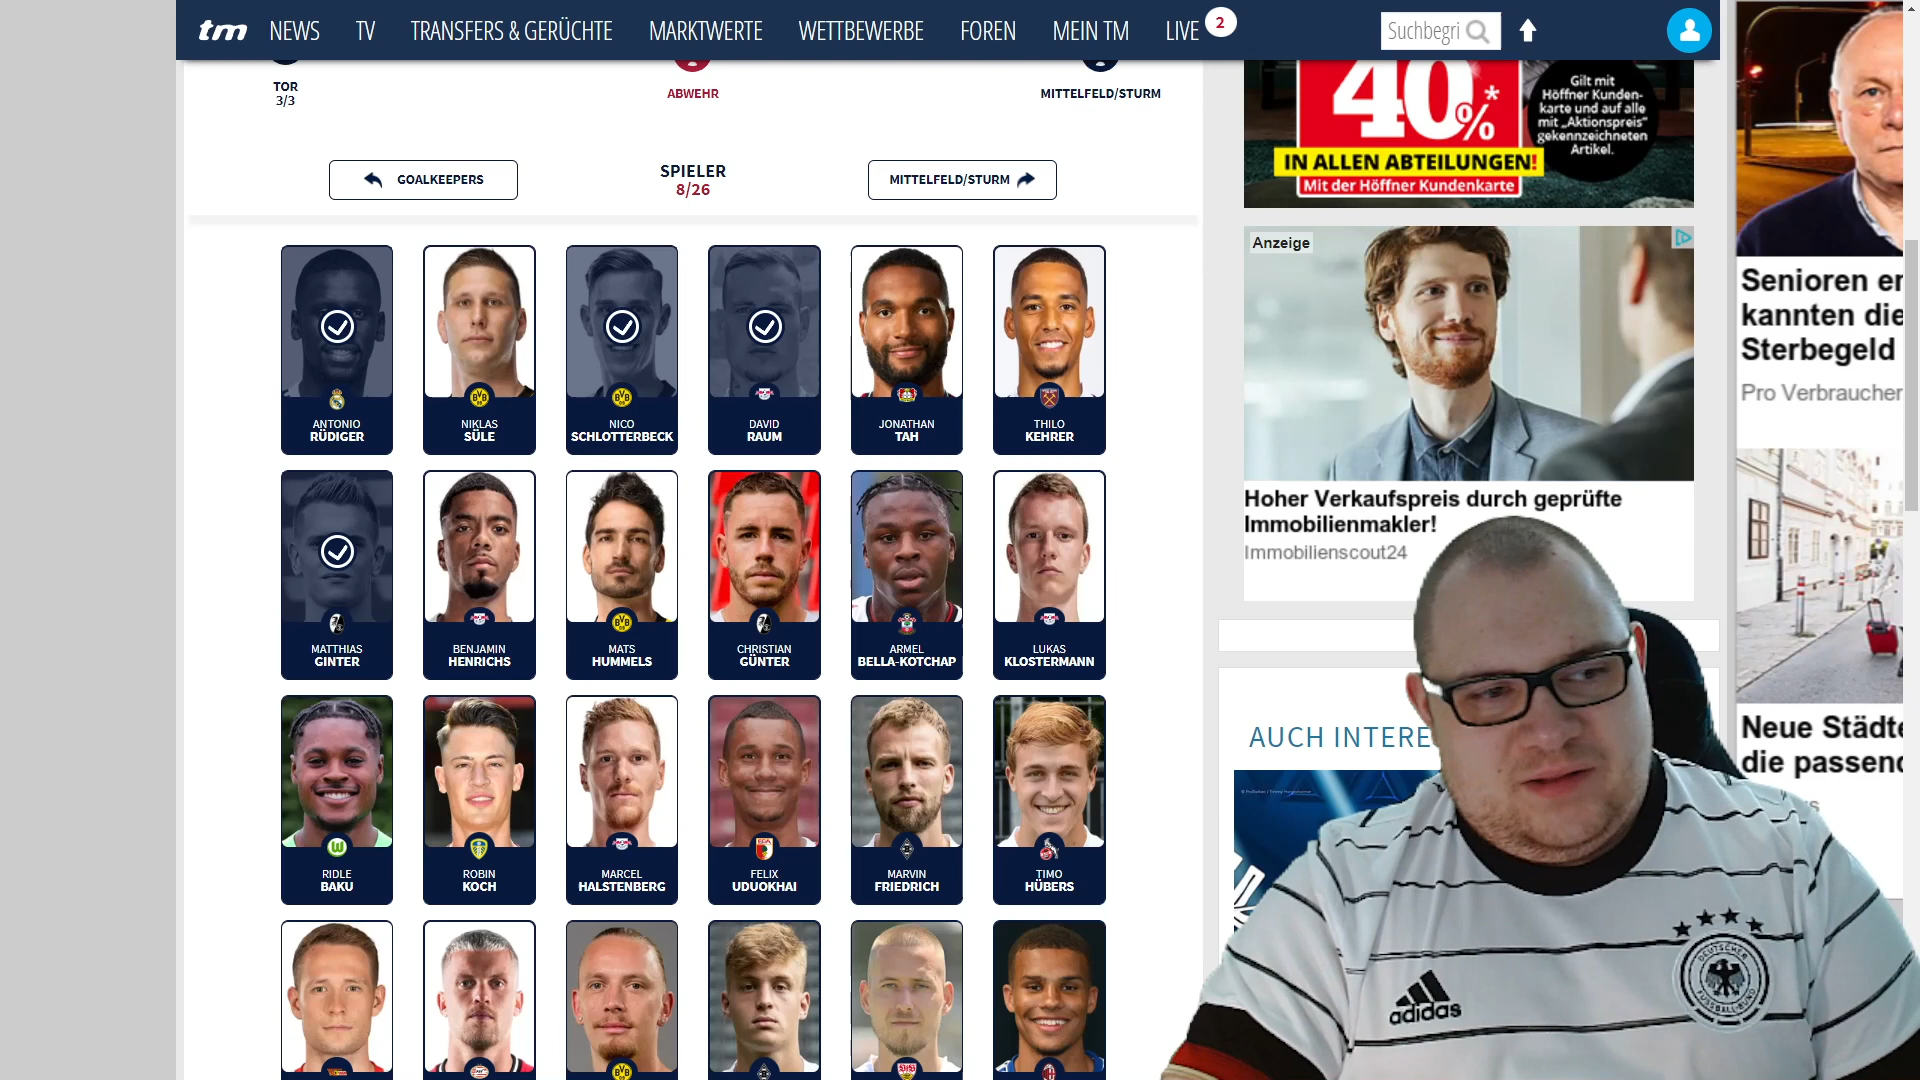 tm NEWS TV TRANSFERS & GERÜCHTE MARKTWERTE WETTBEWERBE FOREN MEIN TM LIVE 2 Suchbegri
TOR
3/3
ABWEHR
MITTELFELD/STURM
GOALKEEPERS
SPIELER
8/26
MITTELFELD/STURM
ANTONIO
RÜDIGER
NIKLAS
SÜLE
NICO
SCHLOTTERBECK
DAVID
RAUM
JONATHAN
TAH
THILO
KEHRER
MATTHIAS
GINTER
BENJAMIN
HENRICHS
MATS
HUMMELS
CHRISTIAN
GÜNTER
ARMEL
BELLA-KOTCHAP
LUKAS
KLOSTERMANN
RIDLE
BAKU
ROBIN
KOCH
MARCEL
HALSTENBERG
FELIX
UDUOKHAI
MARVIN
FRIEDRICH
TIMO
HÜBERS
40%*
Gilt mit
Höffner Kunden-
karte und auf alle
mit „Aktionspreis"
gekennzeichneten
Artikel.
IN ALLEN ABTEILUNGEN!
Mit der Höffner Kundenkarte
Anzeige
Hoher Verkaufspreis durch geprüfte
Immobilienmakler!
Immobilienscout24
AUCH INTERE
Senioren er
kannten die
Sterbegeld
Pro Verbraucher
Neue Städte
die passend
adidas
DEUTSCHER
FUSSBALL-BUND